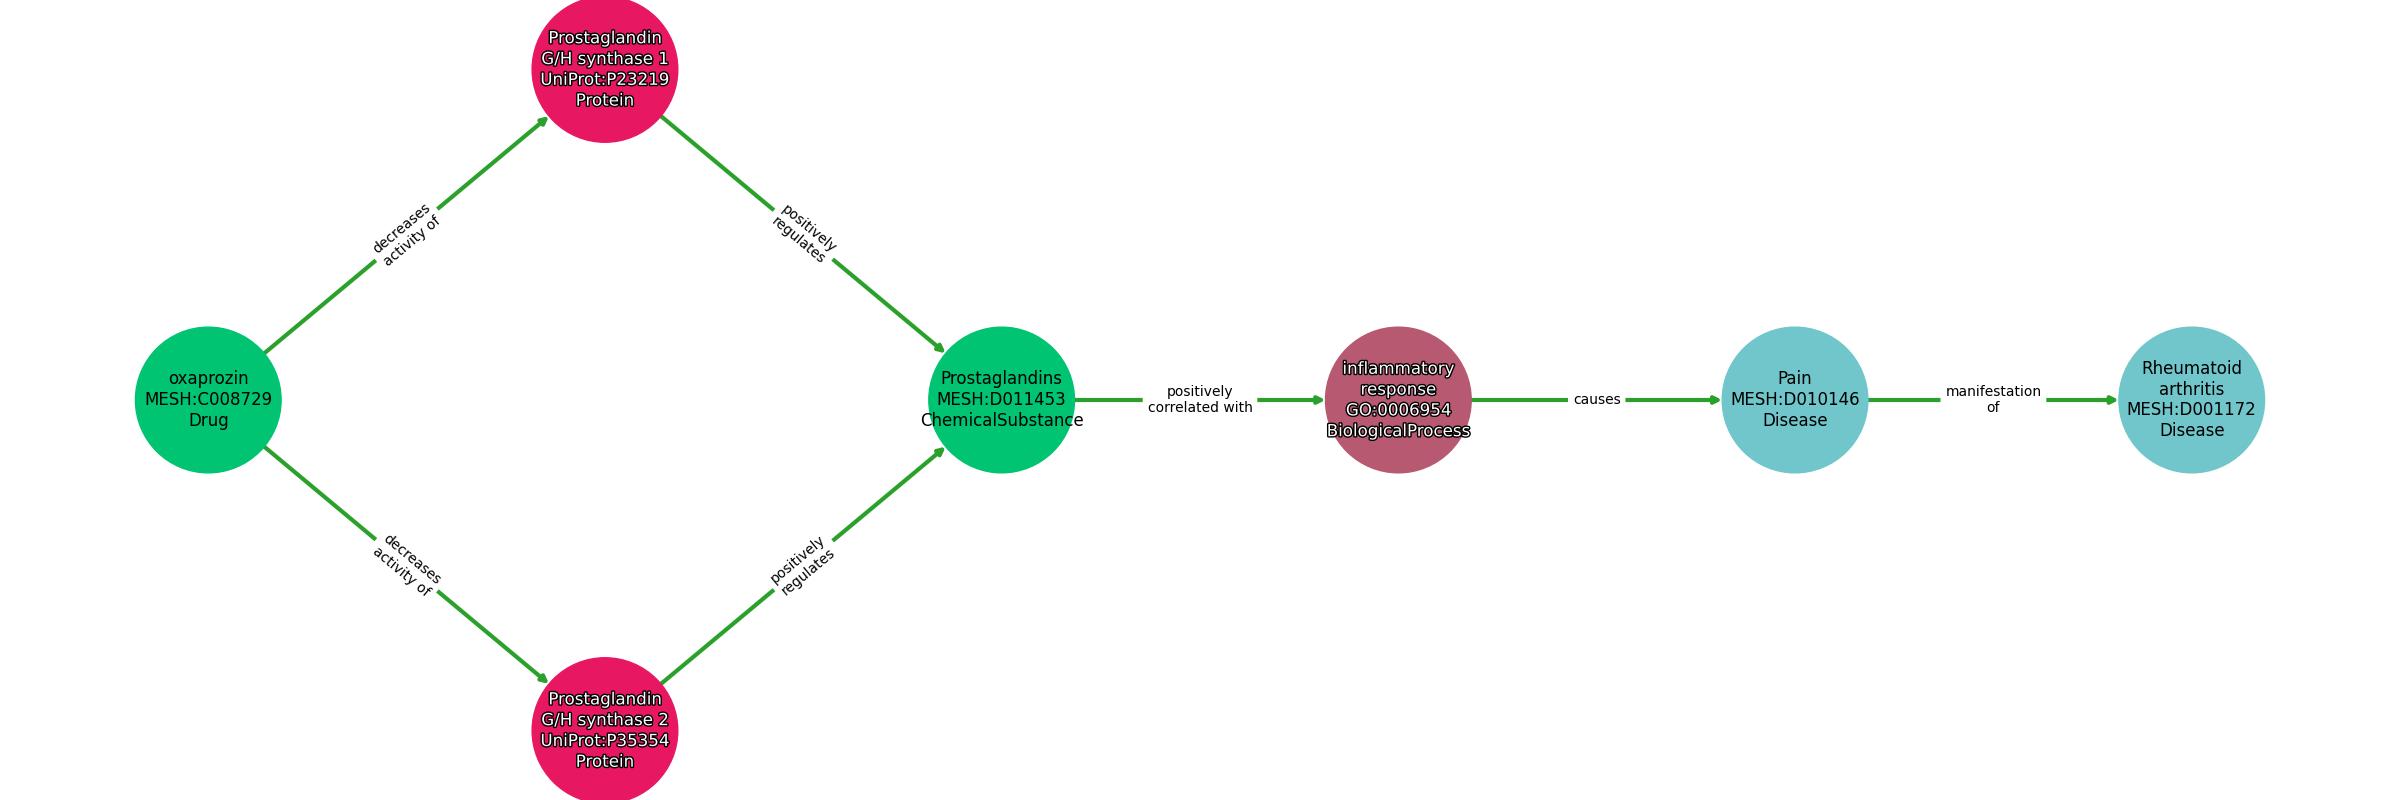 Prostaglandin
G/H synthase 1
UniProt:P23219
Protein
decreases
activity of
positively
regulates
oxaprozin
MESH:C008729
Drug
Prostaglandins
MESH:D011453
ChemicalSubstance
positively
correlated with
inflammatory
response
GO:0006954
BiologicalProcess
causes
Pain
MESH:D010146
Disease
manifestation
of
Rheumatoid
arthritis
MESH:D001172
Disease
decreases
activity of
positively
regulates
Prostaglandin
G/H synthase 2
UniProt:P35354
Protein